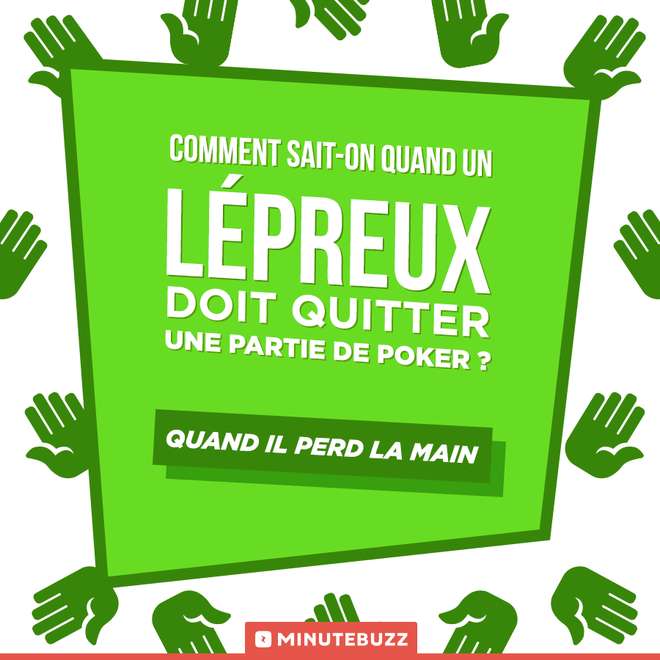 COMMENT SAIT-ON QUAND UN
LÉPREUX
DOIT QUITTER
UNE PARTIE DE POKER ?
QUAND IL PERD LA MAIN
MINUTEBUZZ